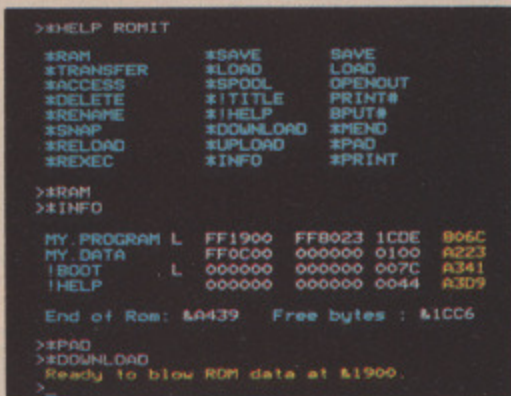 >*HELP ROMIT
*RAM *SAVE SAVE
*TRANSFER *LOAD LOAD
*ACCESS *SPOOL OPENOUT
*DELETE *!TITLE PRINT#
*RENAME *!HELP BPUT#
*SNAP *DOWNLOAD *MEND
*RELOAD *UPLOAD *PAD
*REXEC *INFO *PRINT
>*RAM
>*INFO
MY.PROGRAM L FF1900 FF8023 1CDE 806C
MY.DATA FF0C00 000000 0100 A223
!BOOT L 000000 000000 007C A341
!HELP 000000 000000 0044 A3D9
End of Rom: &A439 Free bytes : &1CC6
>*PAD
>*DOWNLOAD
Ready to blow ROM data at &1900.
>_